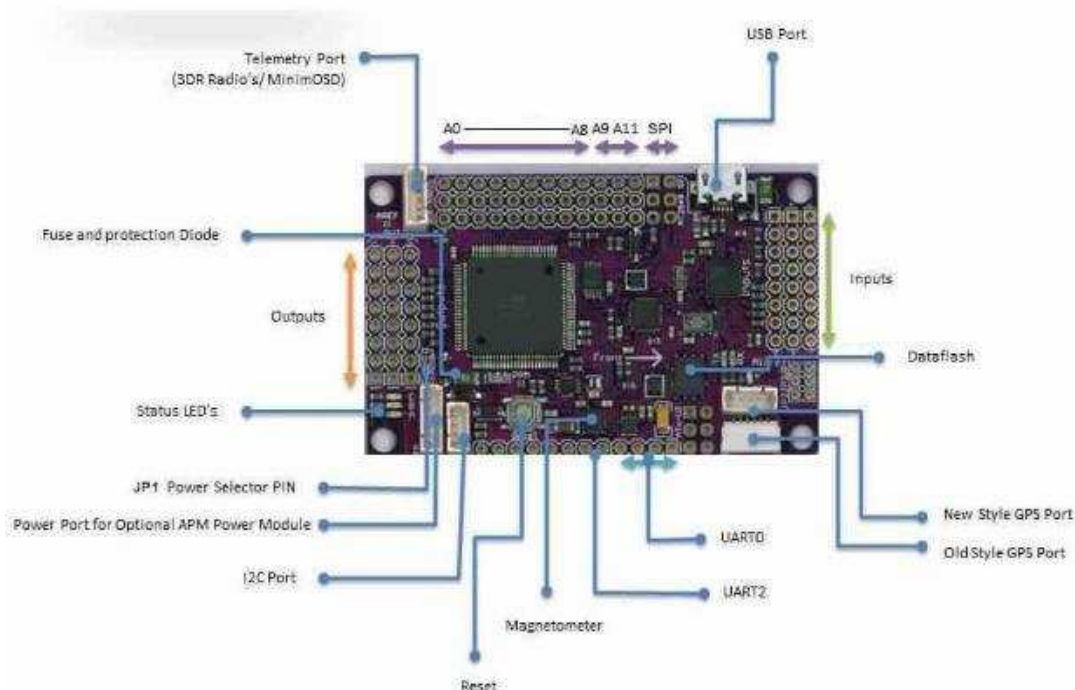 USB Port
Telemetry Port
(3DR Radio's/ MinimOSD)
A0
A8 A9 A11 SPI
Fuse and protection Diode
Inputs
Outputs
Front
Dataflash
Status LED's
JP1 Power Selector PIN
New Style GPS Port
Power Port for Optional APM Power Module
UART0
Old Style GPS Port
I2C Port
UART2
Magnetometer
Reset